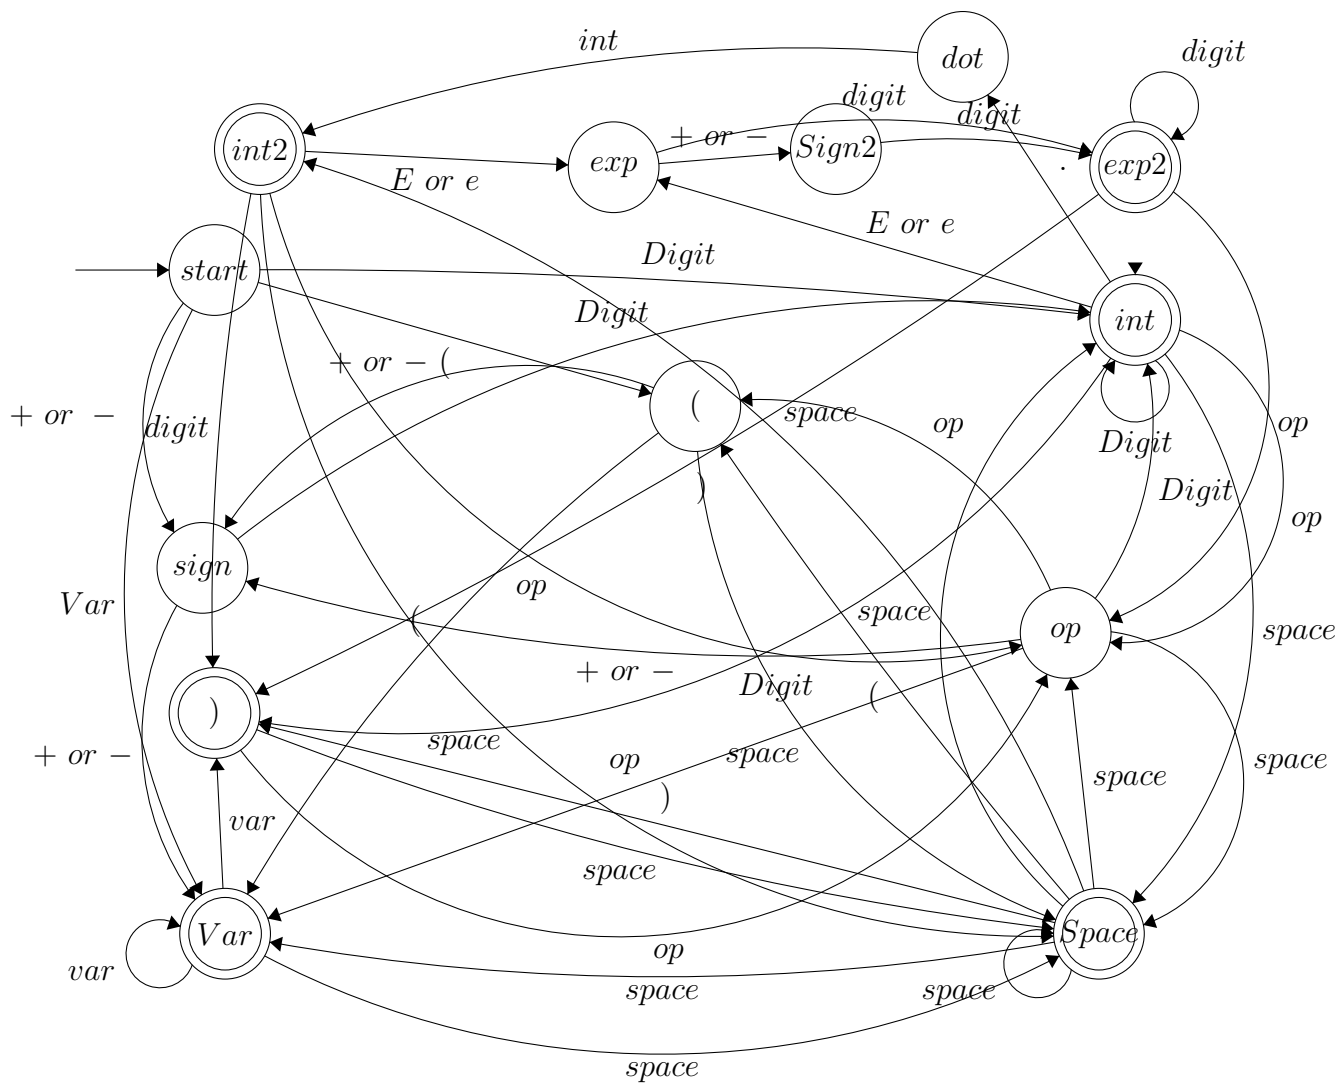 int
dot
digit
digit
digit
int2
exp
+ or −
Sign2
.
exp2
E or e
E or e
start
Digit
Digit
int
+ or − (
(
space
op
op
+ or −
digit
Digit
)
Digit
op
sign
op
Var
(
space
op
space
+ or −
Digit
(
)
space
space
op
space
+ or −
)
space
var
space
Var
op
Space
var
space
space
space